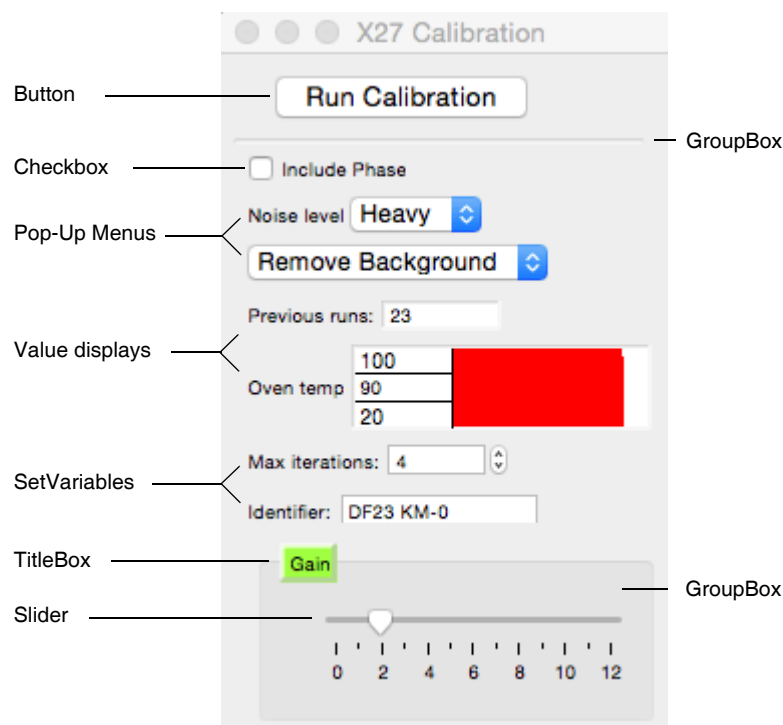 X27 Calibration
Button
Run Calibration
GroupBox
Checkbox
Include Phase
Pop-Up Menus
Noise level Heavy
Remove Background
Value displays
Previous runs: 23
Oven temp
100
90
20
SetVariables
Max iterations: 4
Identifier: DF23 KM-0
TitleBox
Gain
GroupBox
Slider
0 2 4 6 8 10 12